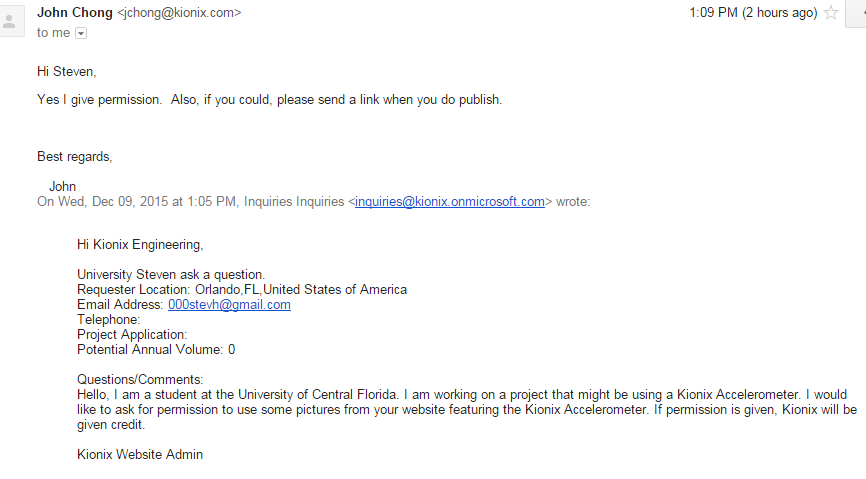 John Chong <jchong@kionix.com>
1:09 PM (2 hours ago)
to me
Hi Steven,
Yes I give permission.  Also, if you could, please send a link when you do publish.
Best regards,
John
On Wed, Dec 09, 2015 at 1:05 PM, Inquiries Inquiries <inquiries@kionix.onmicrosoft.com> wrote:
Hi Kionix Engineering,
University Steven ask a question.
Requester Location: Orlando,FL,United States of America
Email Address: 000stevh@gmail.com
Telephone:
Project Application:
Potential Annual Volume: 0
Questions/Comments:
Hello, I am a student at the University of Central Florida. I am working on a project that might be using a Kionix Accelerometer. I would
like to ask for permission to use some pictures from your website featuring the Kionix Accelerometer. If permission is given, Kionix will be
given credit.
Kionix Website Admin